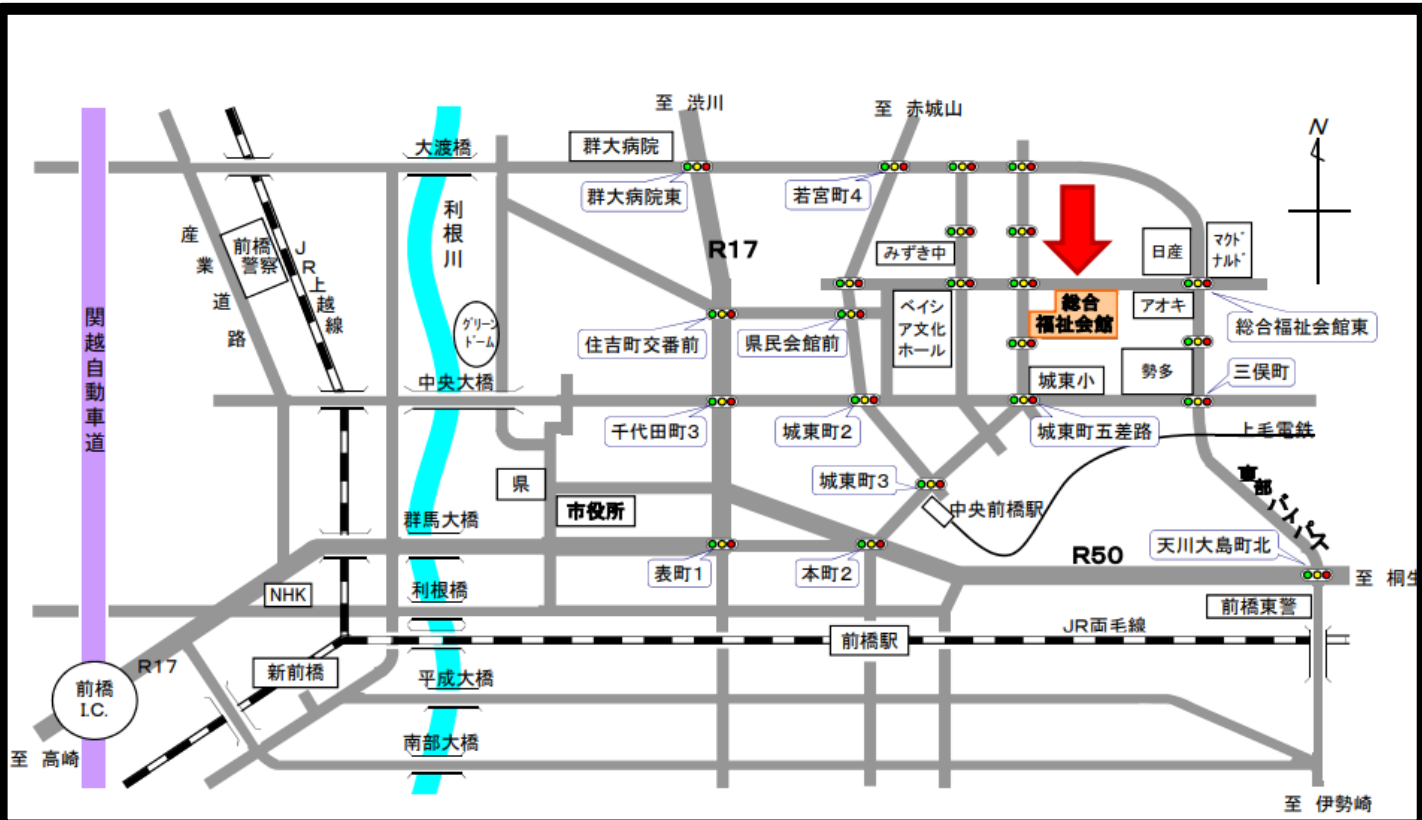 至 渋川
至 赤城山
N
大渡橋
群大病院
群大病院東
若宮町4
利根川
産業道路
前橋
警察
JR上越線
R17
みずき中
日産
マクド
ナルド
関越自動車道
グリーン
ドーム
住吉町交番前
県民会館前
ベイシ
ア文化
ホール
総合
福祉会館
アオキ
総合福祉会館東
中央大橋
城東小
勢多
三俣町
千代田町3
城東町2
城東町五差路
上毛電鉄
県
城東町3
市役所
中央前橋駅
東部バイパス
群馬大橋
表町1
本町2
R50
天川大島町北
至 桐生
NHK
利根橋
前橋東警
JR両毛線
前橋駅
R17
新前橋
平成大橋
前橋
I.C.
南部大橋
至 高崎
至 伊勢崎